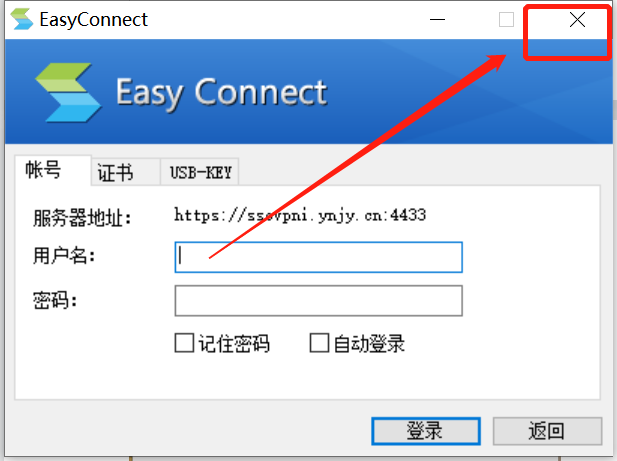 EasyConnect
Easy Connect
帐号 证书 USB-KEY
服务器地址: https://sscvpni.ynjy.cn:4433
用户名:
密码:
记住密码 自动登录
登录 返回